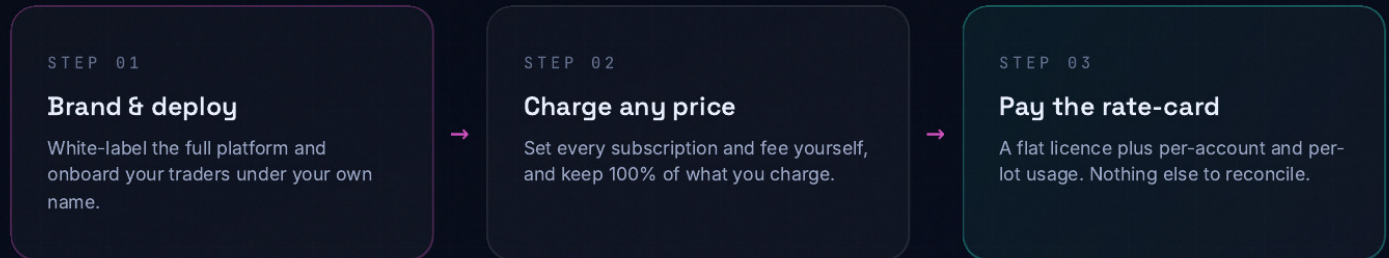 STEP 01
Brand & deploy
White-label the full platform and
onboard your traders under your own
name.
→
STEP 02
Charge any price
Set every subscription and fee yourself,
and keep 100% of what you charge.
→
STEP 03
Pay the rate-card
A flat licence plus per-account and per-
lot usage. Nothing else to reconcile.